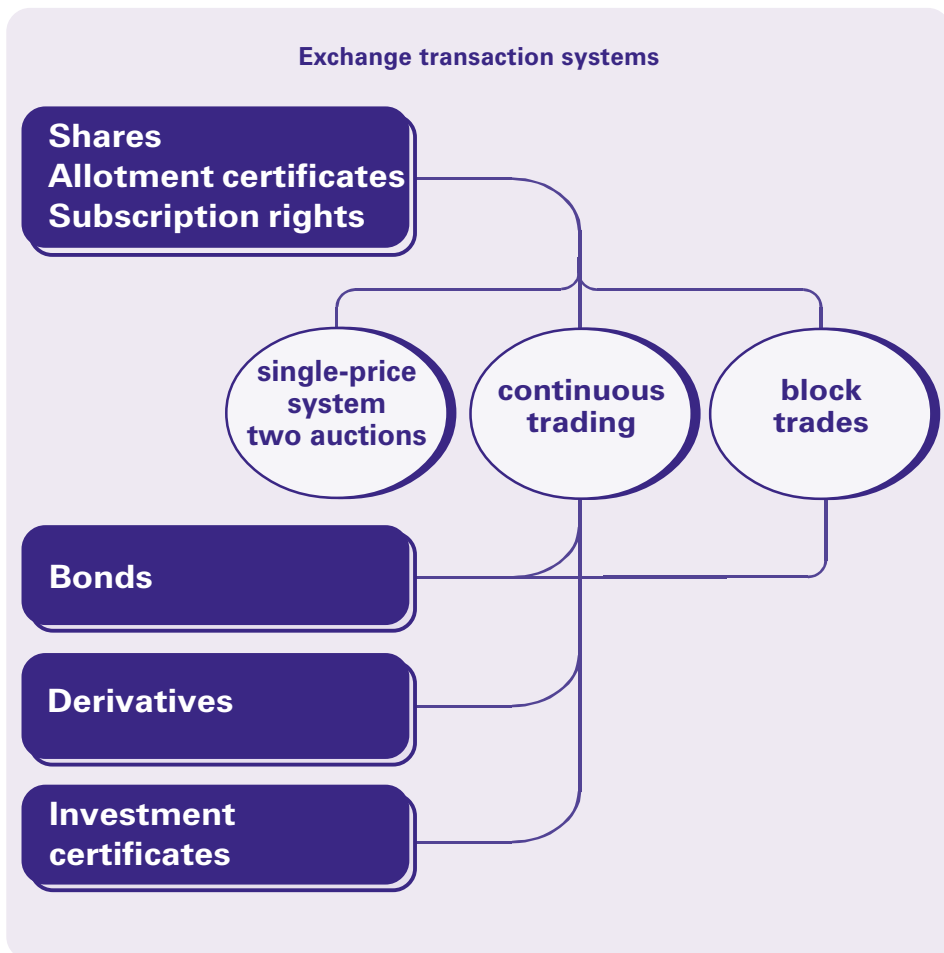 Exchange transaction systems
Shares
Allotment certificates
Subscription rights
single-price
system
two auctions
continuous
trading
block
trades
Bonds
Derivatives
Investment
certificates